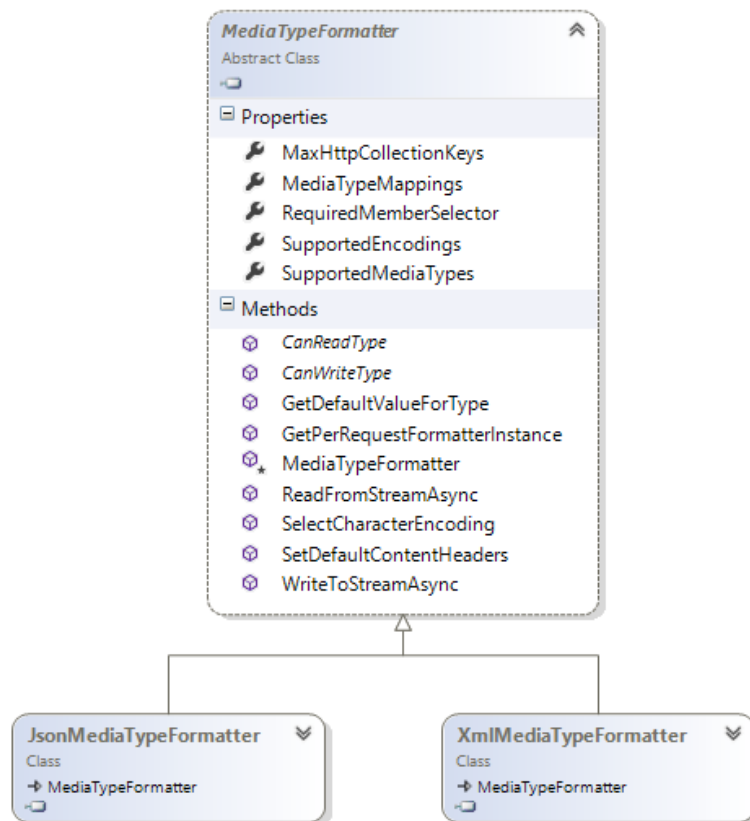 MediaTypeFormatter
Abstract Class
Properties
MaxHttpCollectionKeys
MediaTypeMappings
RequiredMemberSelector
SupportedEncodings
SupportedMediaTypes
Methods
CanReadType
CanWriteType
GetDefaultValueForType
GetPerRequestFormatterInstance
MediaTypeFormatter
ReadFromStreamAsync
SelectCharacterEncoding
SetDefaultContentHeaders
WriteToStreamAsync
JsonMediaTypeFormatter
Class
MediaTypeFormatter
XmlMediaTypeFormatter
Class
MediaTypeFormatter